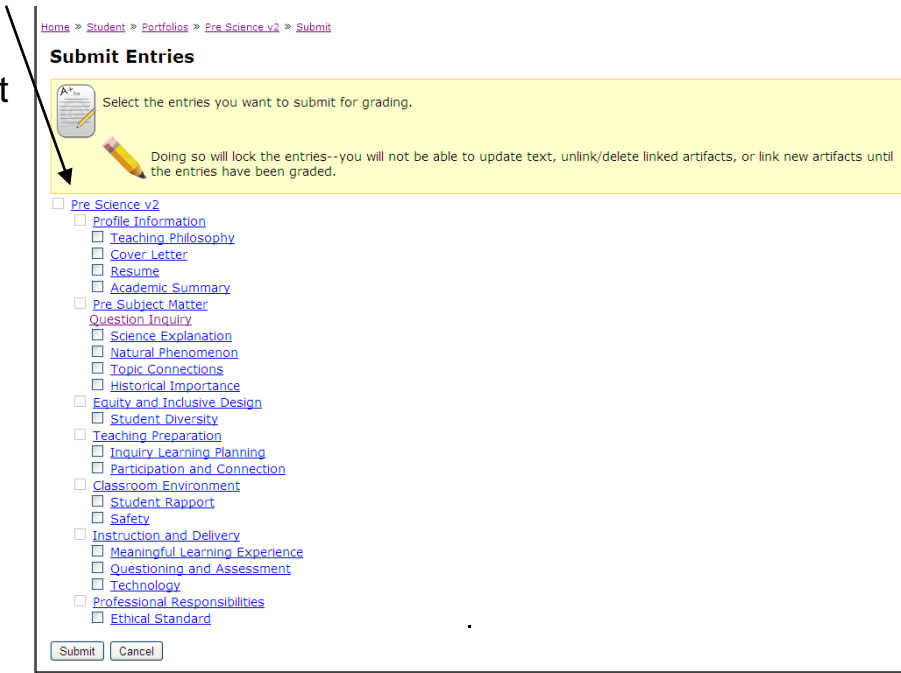 Home » Student » Portfolios » Pre Science v2 » Submit
Submit Entries
t
A+
Select the entries you want to submit for grading.
Doing so will lock the entries--you will not be able to update text, unlink/delete linked artifacts, or link new artifacts until
the entries have been graded.
Pre Science v2
Profile Information
Teaching Philosophy
Cover Letter
Resume
Academic Summary
Pre Subject Matter
Question Inquiry
Science Explanation
Natural Phenomenon
Topic Connections
Historical Importance
Equity and Inclusive Design
Student Diversity
Teaching Preparation
Inquiry Learning Planning
Participation and Connection
Classroom Environment
Student Rapport
Safety
Instruction and Delivery
Meaningful Learning Experience
Questioning and Assessment
Technology
Professional Responsibilities
Ethical Standard
.
Submit Cancel